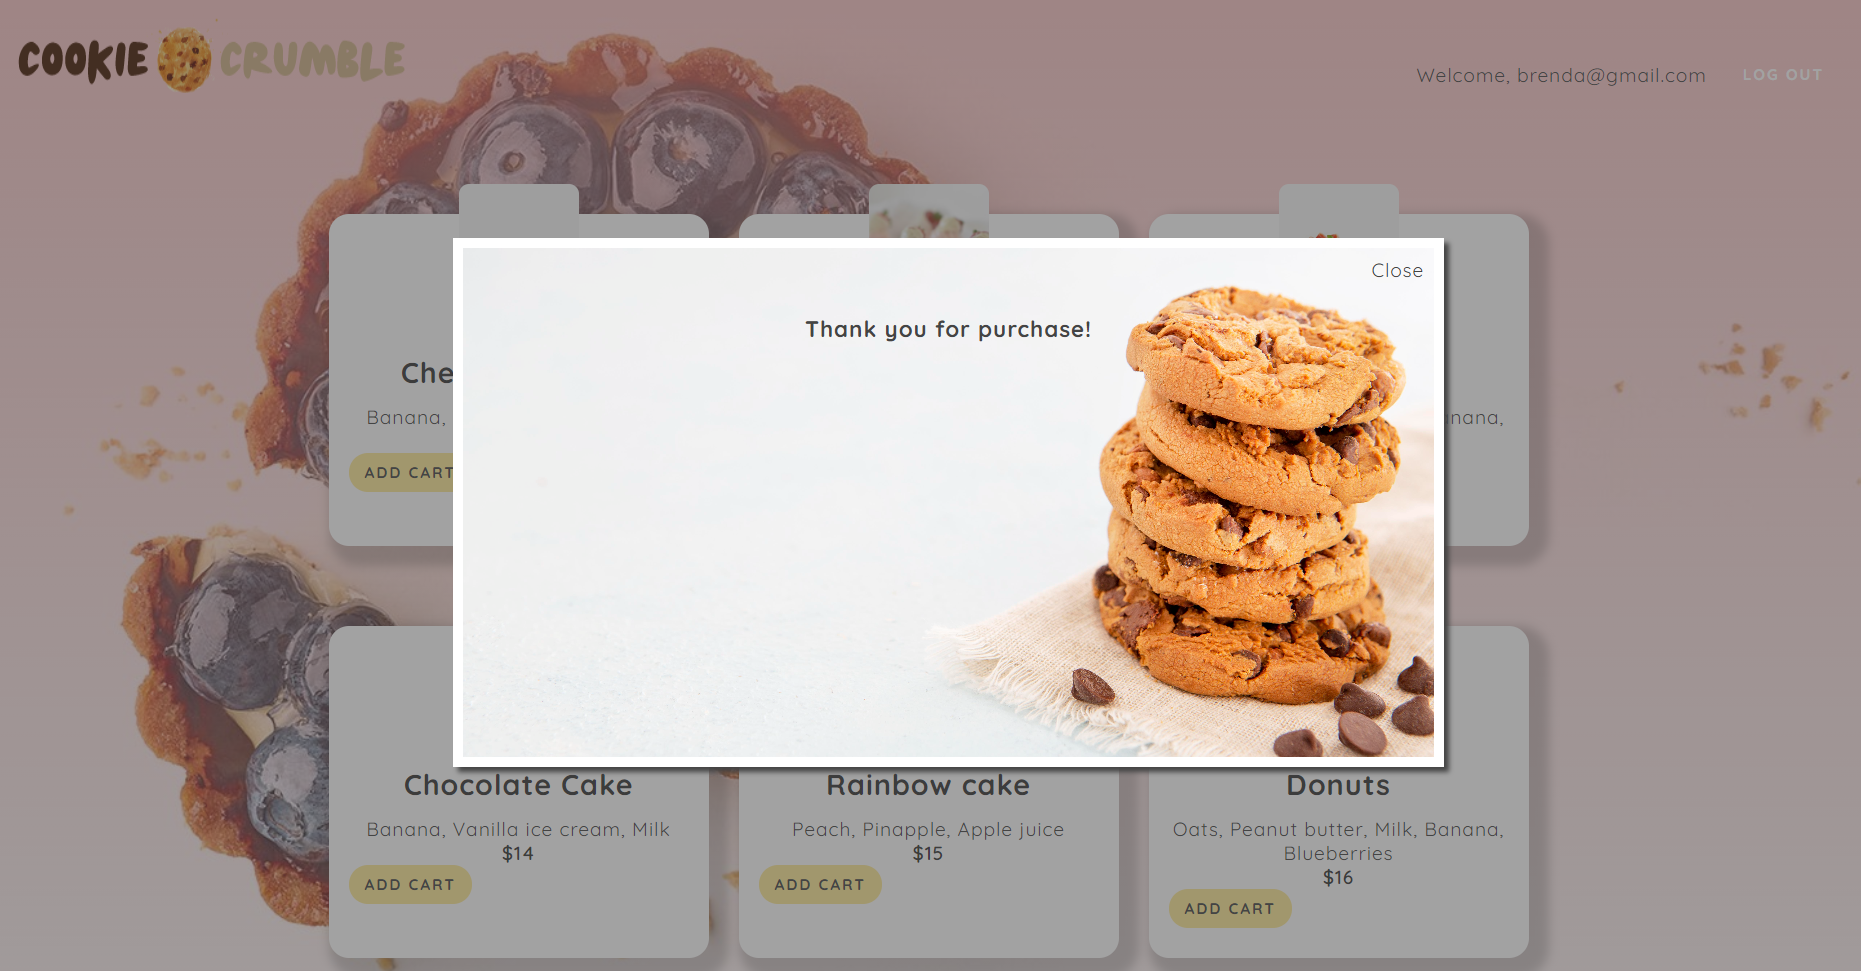 COOKIE CRUMBLE
Welcome, brenda@gmail.com
LOG OUT
Close
Thank you for purchase!
Che
Banana,
nana,
ADD CART
Chocolate Cake
Banana, Vanilla ice cream, Milk
$14
ADD CART
Rainbow cake
Peach, Pinapple, Apple juice
$15
ADD CART
Donuts
Oats, Peanut butter, Milk, Banana,
Blueberries
$16
ADD CART